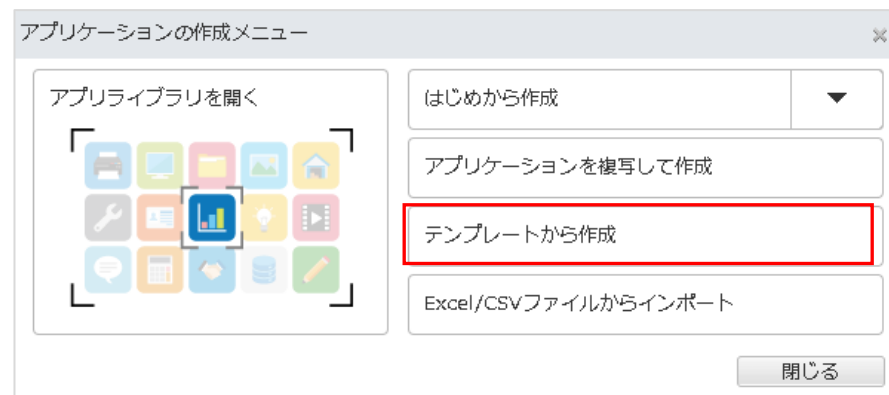 アプリケーションの作成メニュー
アプリライブラリを開く
はじめから作成
アプリケーションを複写して作成
テンプレートから作成
Excel/CSVファイルからインポート
閉じる